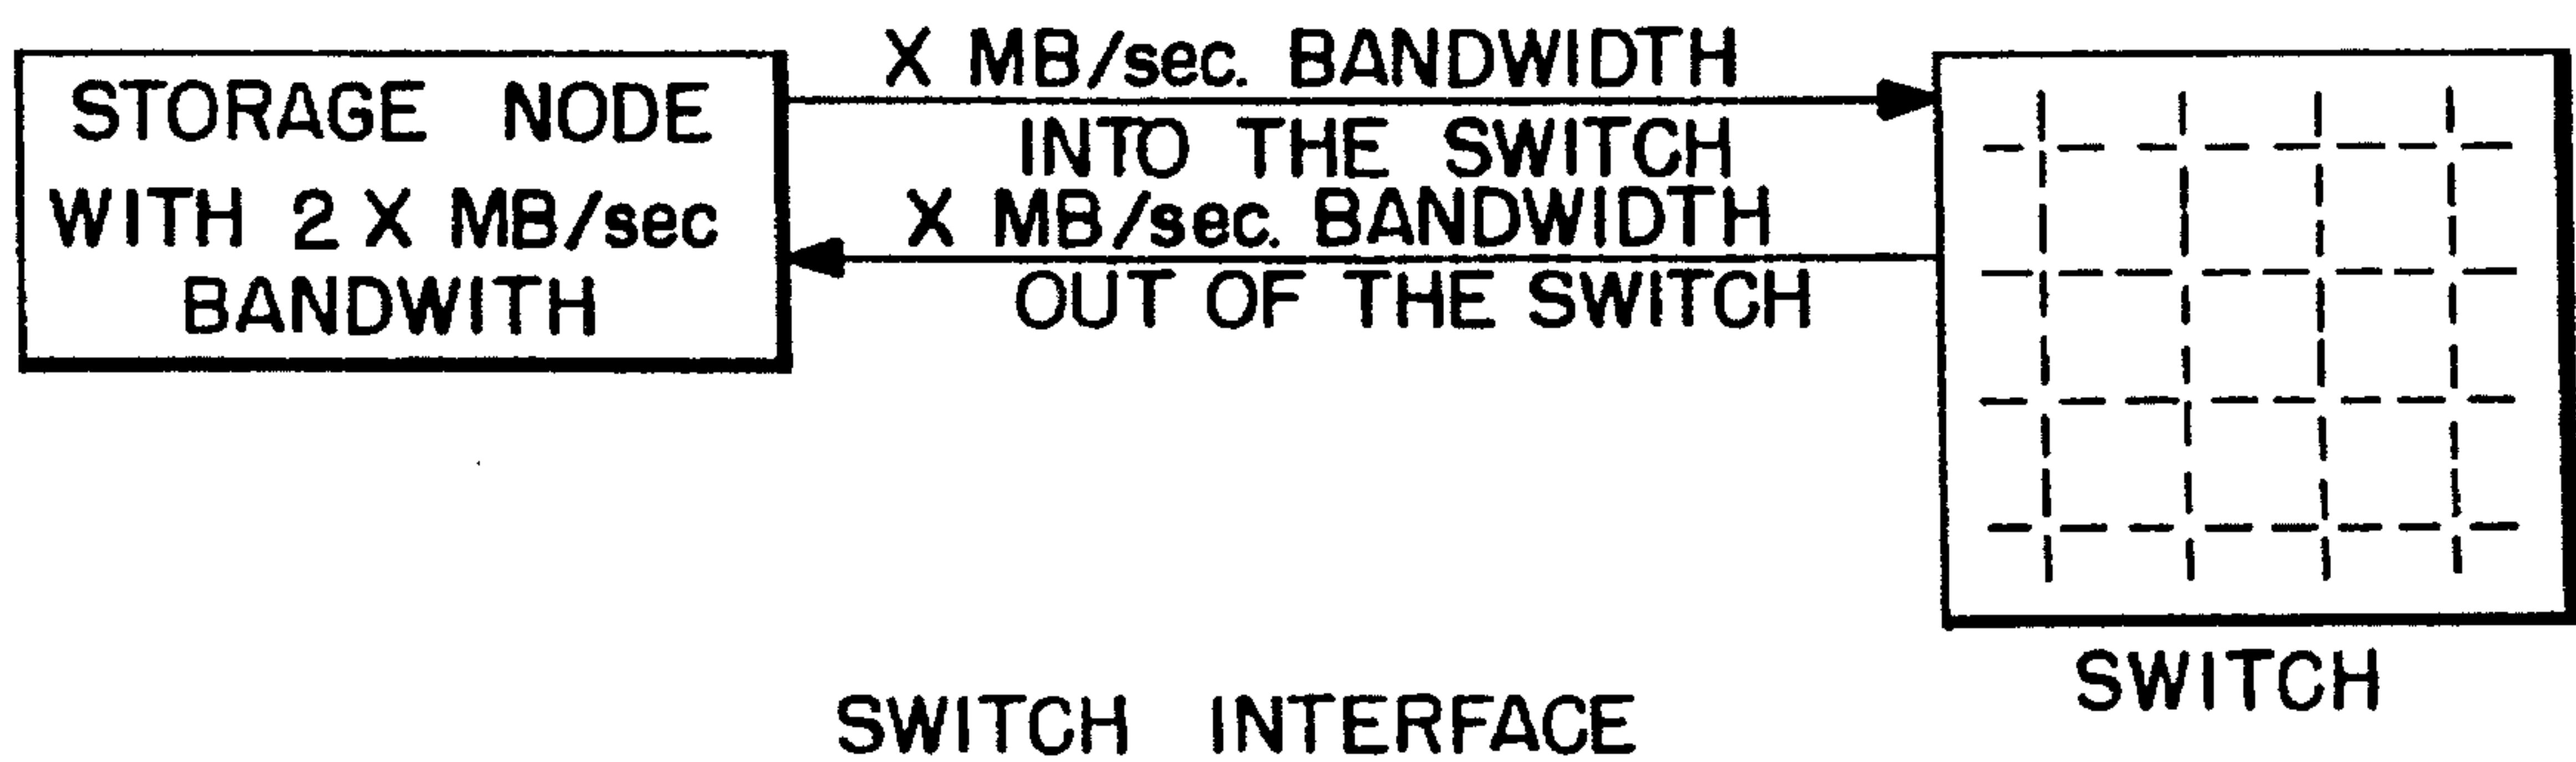 STORAGE NODE
WITH 2 X MB/sec
BANDWITH
X MB/sec. BANDWIDTH
INTO THE SWITCH
X MB/sec. BANDWIDTH
OUT OF THE SWITCH
SWITCH
SWITCH INTERFACE